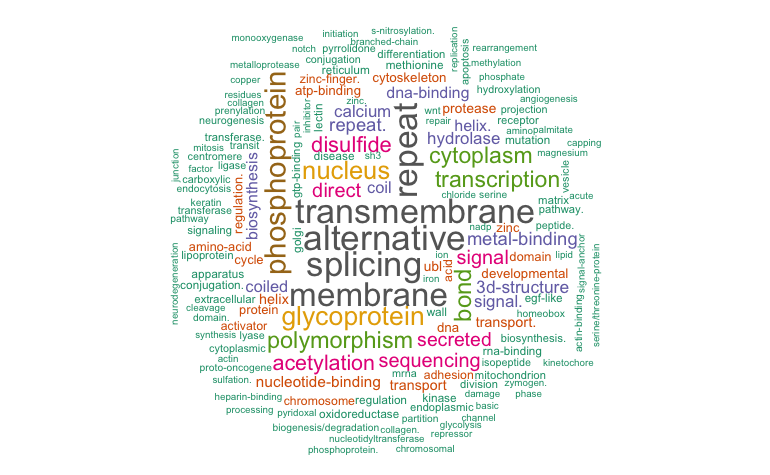 s-nitrosylation.
monooxygenase
initiation
branched-chain
notch
pyrrolidone
differentiation
replication
rearrangement
metalloprotease
conjugation
methionine
apoptosis
methylation
reticulum
copper
zinc-finger.
cytoskeleton
phosphate
atp-binding
dna-binding
hydroxylation
residues
collagen
phosphoprotein
zinc.
repeat
angiogenesis
prenylation
inhibitor
lectin
calcium
wnt
protease
projection
neurogenesis
pair
repeat.
repair
helix.
receptor
transferase.
transit
disulfide
hydrolase
amino
palmitate
mutation
capping
mitosis
centromere
disease
sh3
cytoplasm
magnesium
junction
factor
ligase
biosynthesis
gtp-binding
nucleus
transcription
vesicle
carboxylic
endocytosis
direct
coil
chloride
serine
acute
keratin
transferase
regulation.
transmembrane
matrix
pathway.
pathway
signaling
golgi
alternative
nadp
zinc
peptide.
metal-binding
amino-acid
lipoprotein
cycle
splicing
ion
ubl
acid
signal
domain
lipid
signal-anchor
apparatus
conjugation.
coiled
iron
developmental
3d-structure
neurodegeneration
extracellular
helix
membrane
bond
signal.
egf-like
serine/threonine-protein
cleavage
domain.
protein
glycoprotein
wall
homeobox
actin-binding
activator
dna
transport.
synthesis
lyase
polymorphism
secreted
biosynthesis.
cytoplasmic
rna-binding
actin
proto-oncogene
acetylation
sequencing
isopeptide
kinetochore
sulfation.
nucleotide-binding
mrna
adhesion
mitochondrion
transport
division
zymogen.
heparin-binding
chromosome
regulation
kinase
damage
phase
processing
pyridoxal
oxidoreductase
endoplasmic
basic
partition
channel
biogenesis/degradation
collagen.
glycolysis
nucleotidyltransferase
repressor
phosphoprotein.
chromosomal